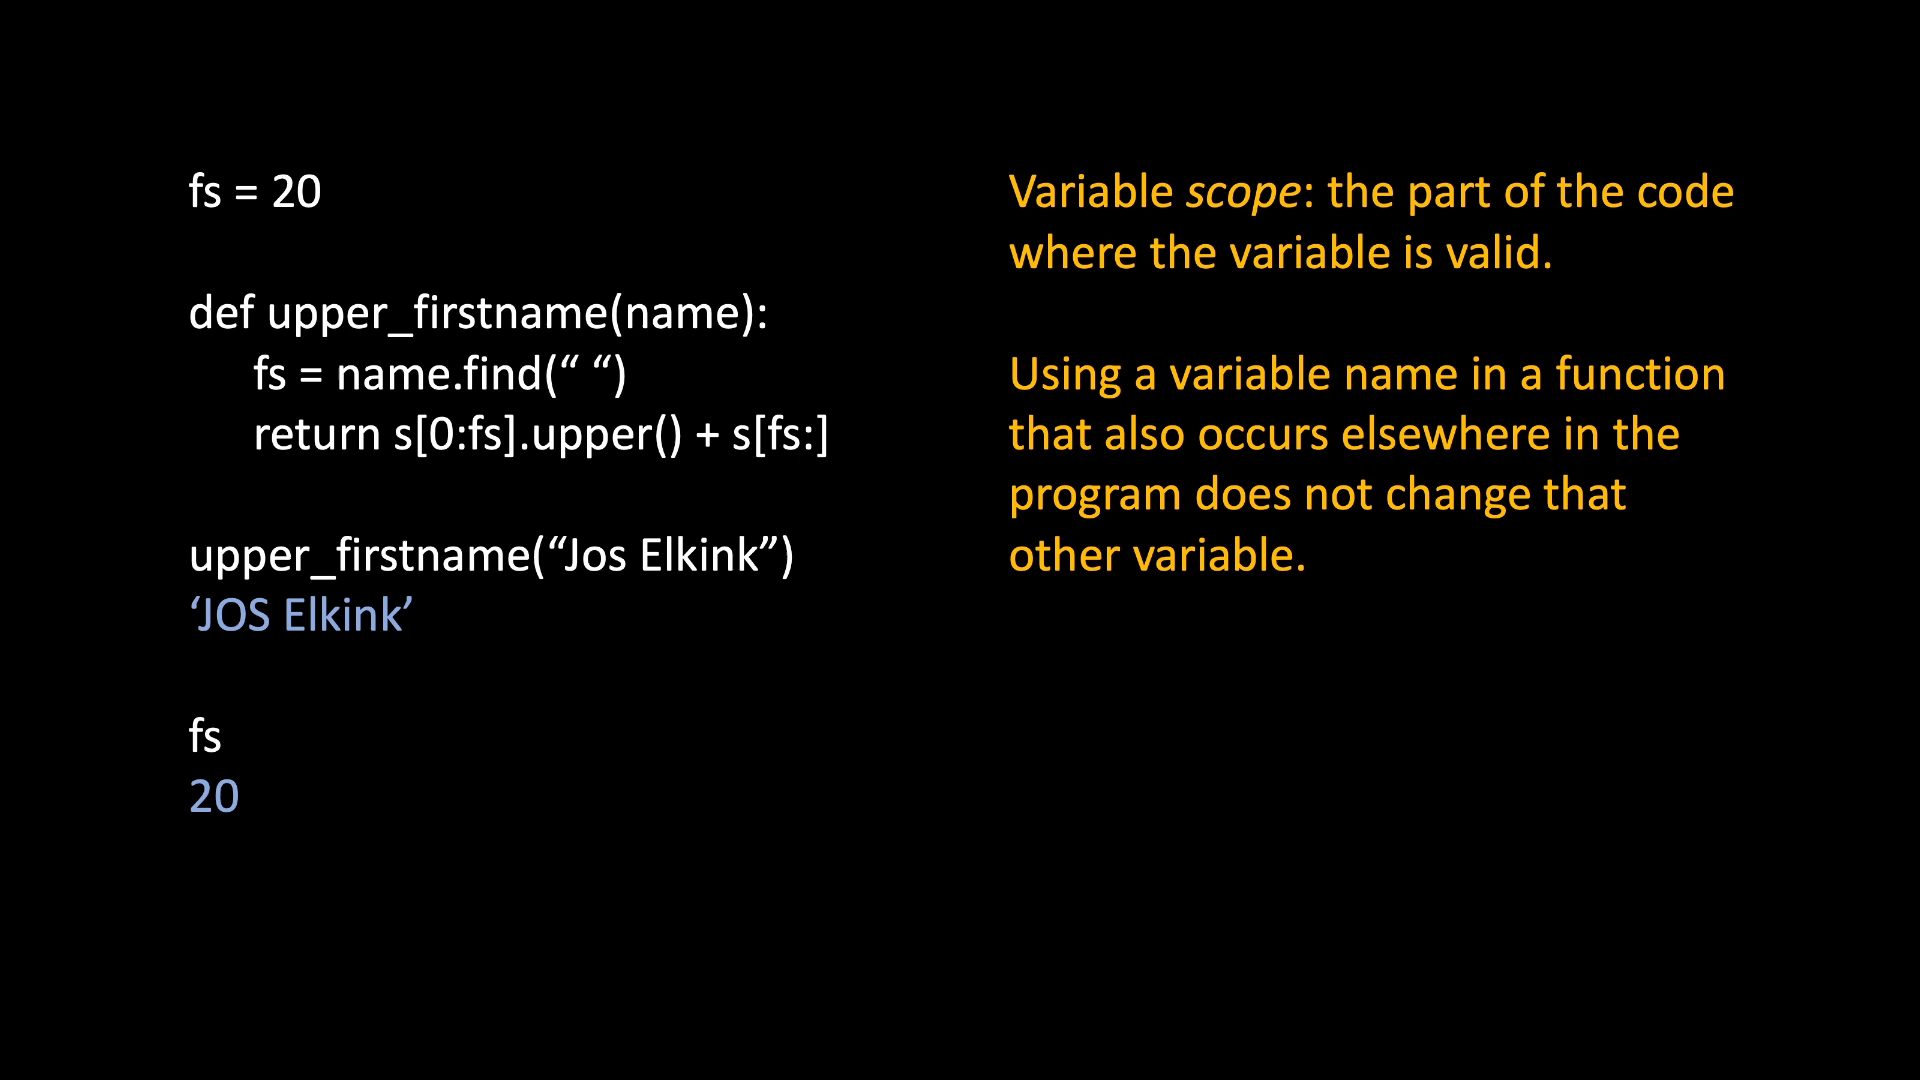 fs = 20
def upper_firstname(name):
fs = name.find(“ “)
return s[0:fs].upper() + s[fs:]
upper_firstname(“Jos Elkink”)
‘JOS Elkink’
fs
20
Variable scope: the part of the code
where the variable is valid.
Using a variable name in a function
that also occurs elsewhere in the
program does not change that
other variable.